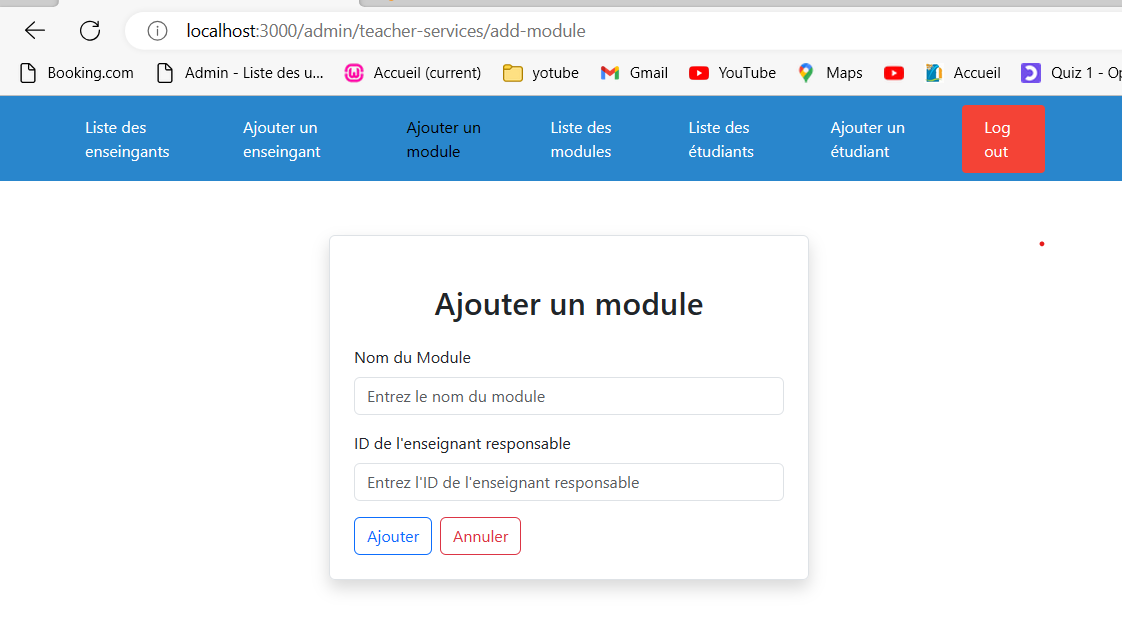 localhost:3000/admin/teacher-services/add-module
Booking.com Admin - Liste des u... Accueil (current) yotube Gmail YouTube Maps Accueil Quiz 1 - Op
Liste des enseingants
Ajouter un enseingant
Ajouter un module
Liste des modules
Liste des étudiants
Ajouter un étudiant
Log out
Ajouter un module
Nom du Module
Entrez le nom du module
ID de l'enseignant responsable
Entrez l'ID de l'enseignant responsable
Ajouter Annuler